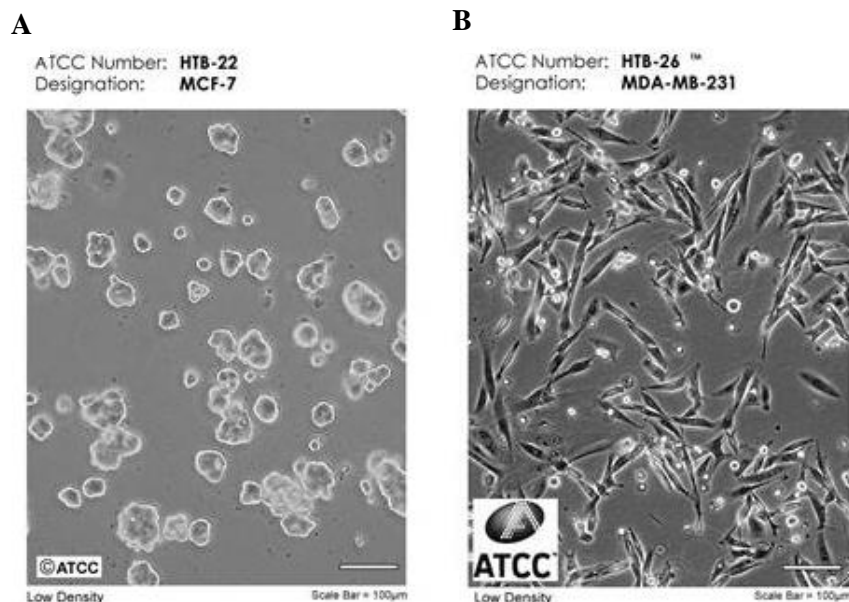 A
ATCC Number: HTB-22
Designation: MCF-7
©ATCC
Low Density
Scale Bar = 100µm
B
ATCC Number: HTB-26 ™
Designation: MDA-MB-231
ATCC
Low Density
Scale Bar = 100µm